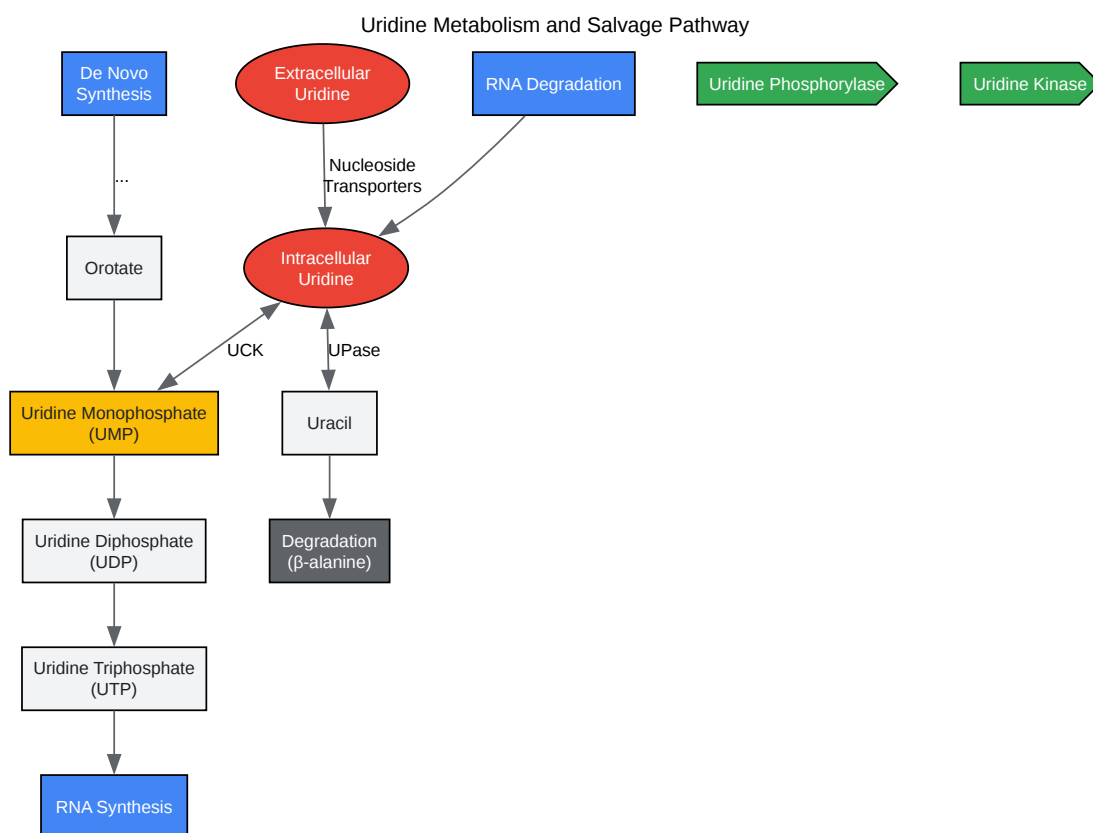 Uridine Metabolism and Salvage Pathway
De Novo
Synthesis
Extracellular
Uridine
RNA Degradation
Uridine Phosphorylase
Uridine Kinase
...
Nucleoside
Transporters
Orotate
Intracellular
Uridine
UCK
UPase
Uridine Monophosphate
(UMP)
Uracil
Uridine Diphosphate
(UDP)
Degradation
(β-alanine)
Uridine Triphosphate
(UTP)
RNA Synthesis